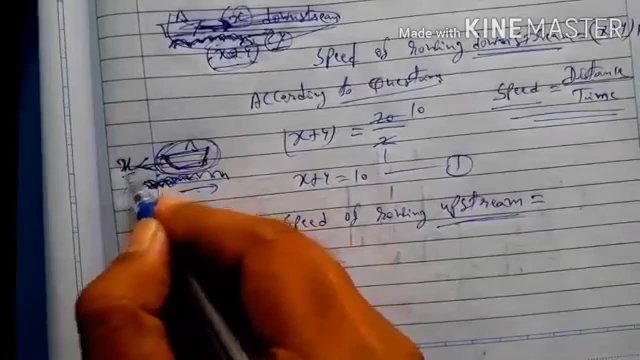 Made with KINEMASTER
Δ x downstream
(x+y) y
Speed of rowing downstream = (x+y)
According to Question
Speed = Distance / Time
(x+y) = 20 / 2 10
x
x+y = 10 ——— ①
Speed of rowing upstream =